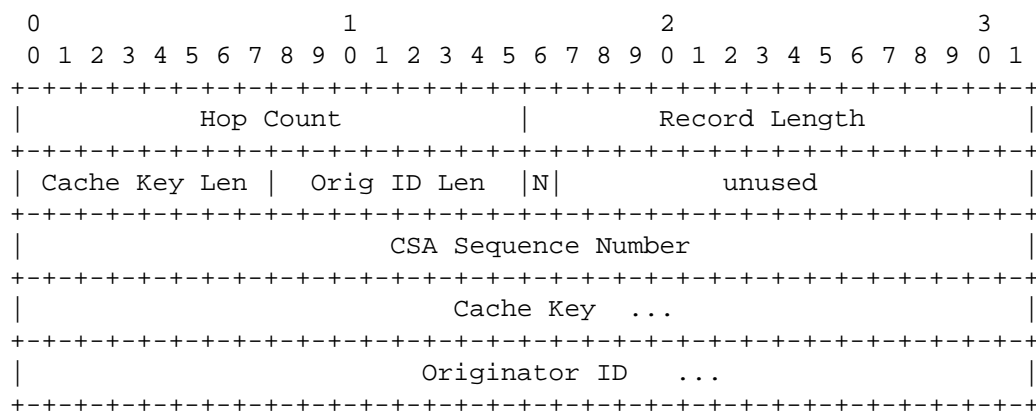 0                   1                   2                   3
 0 1 2 3 4 5 6 7 8 9 0 1 2 3 4 5 6 7 8 9 0 1 2 3 4 5 6 7 8 9 0 1
+-+-+-+-+-+-+-+-+-+-+-+-+-+-+-+-+-+-+-+-+-+-+-+-+-+-+-+-+-+-+-+-+
|           Hop Count           |        Record Length          |
+-+-+-+-+-+-+-+-+-+-+-+-+-+-+-+-+-+-+-+-+-+-+-+-+-+-+-+-+-+-+-+-+
| Cache Key Len |  Orig ID Len  |N|          unused             |
+-+-+-+-+-+-+-+-+-+-+-+-+-+-+-+-+-+-+-+-+-+-+-+-+-+-+-+-+-+-+-+-+
|                       CSA Sequence Number                     |
+-+-+-+-+-+-+-+-+-+-+-+-+-+-+-+-+-+-+-+-+-+-+-+-+-+-+-+-+-+-+-+-+
|                           Cache Key  ...                      |
+-+-+-+-+-+-+-+-+-+-+-+-+-+-+-+-+-+-+-+-+-+-+-+-+-+-+-+-+-+-+-+-+
|                         Originator ID   ...                   |
+-+-+-+-+-+-+-+-+-+-+-+-+-+-+-+-+-+-+-+-+-+-+-+-+-+-+-+-+-+-+-+-+